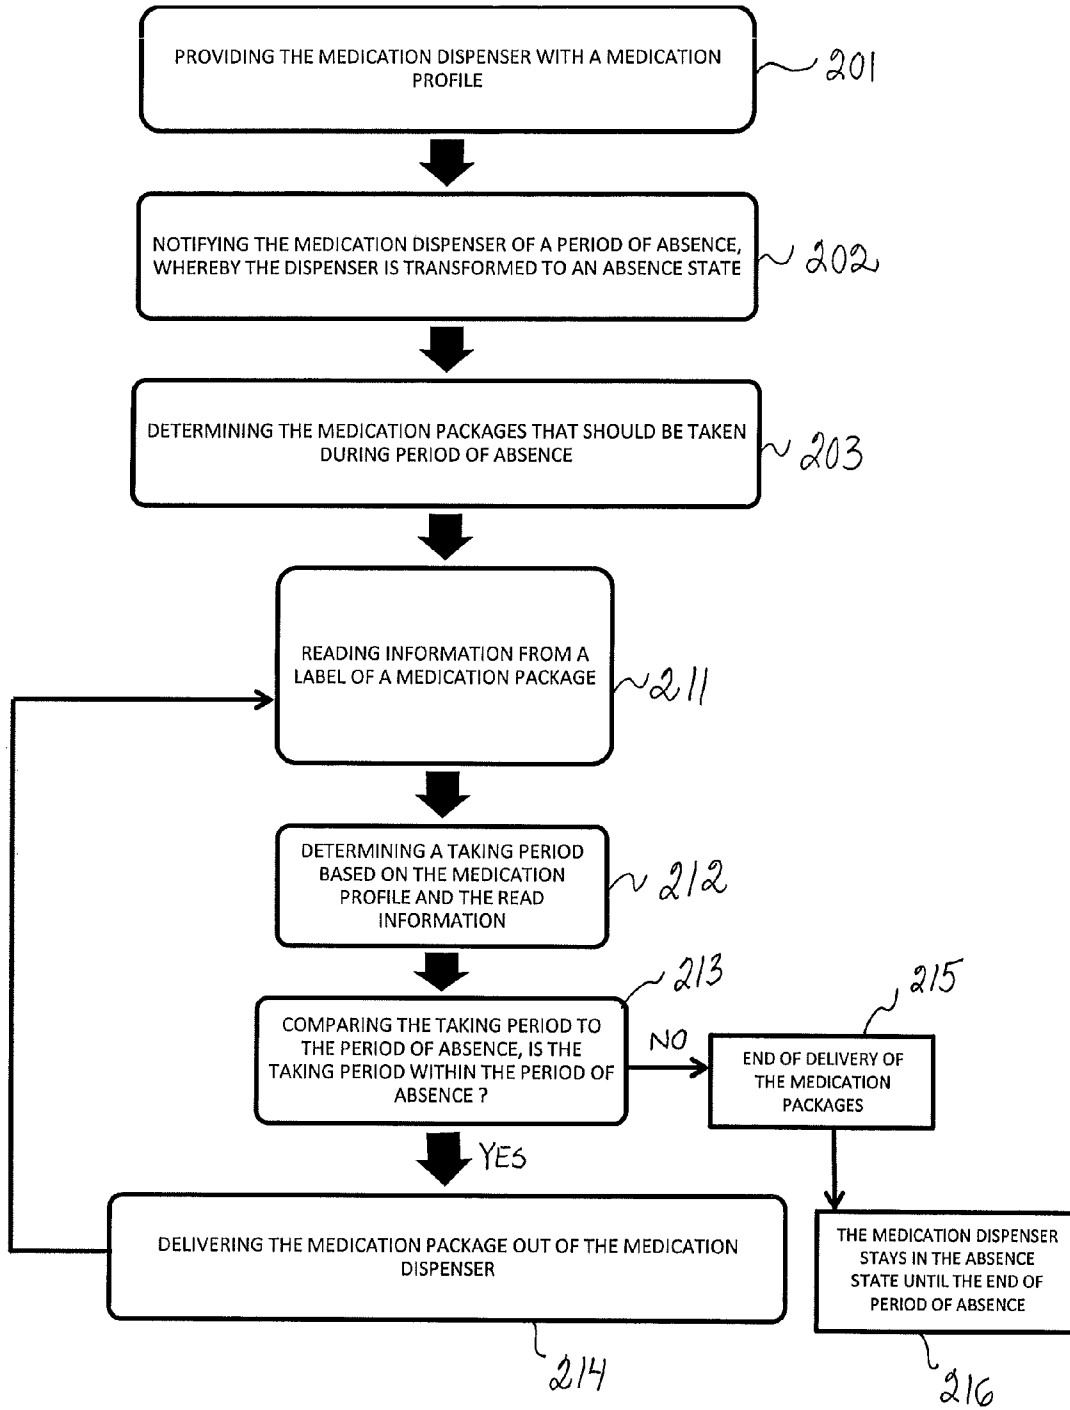 PROVIDING THE MEDICATION DISPENSER WITH A MEDICATION
PROFILE
201
NOTIFYING THE MEDICATION DISPENSER OF A PERIOD OF ABSENCE,
WHEREBY THE DISPENSER IS TRANSFORMED TO AN ABSENCE STATE
202
DETERMINING THE MEDICATION PACKAGES THAT SHOULD BE TAKEN
DURING PERIOD OF ABSENCE
203
READING INFORMATION FROM A
LABEL OF A MEDICATION PACKAGE
211
DETERMINING A TAKING PERIOD
BASED ON THE MEDICATION
PROFILE AND THE READ
INFORMATION
212
213
COMPARING THE TAKING PERIOD TO
THE PERIOD OF ABSENCE, IS THE
TAKING PERIOD WITHIN THE PERIOD OF
ABSENCE ?
NO
215
END OF DELIVERY OF
THE MEDICATION
PACKAGES
YES
DELIVERING THE MEDICATION PACKAGE OUT OF THE MEDICATION
DISPENSER
214
THE MEDICATION DISPENSER
STAYS IN THE ABSENCE
STATE UNTIL THE END OF
PERIOD OF ABSENCE
216